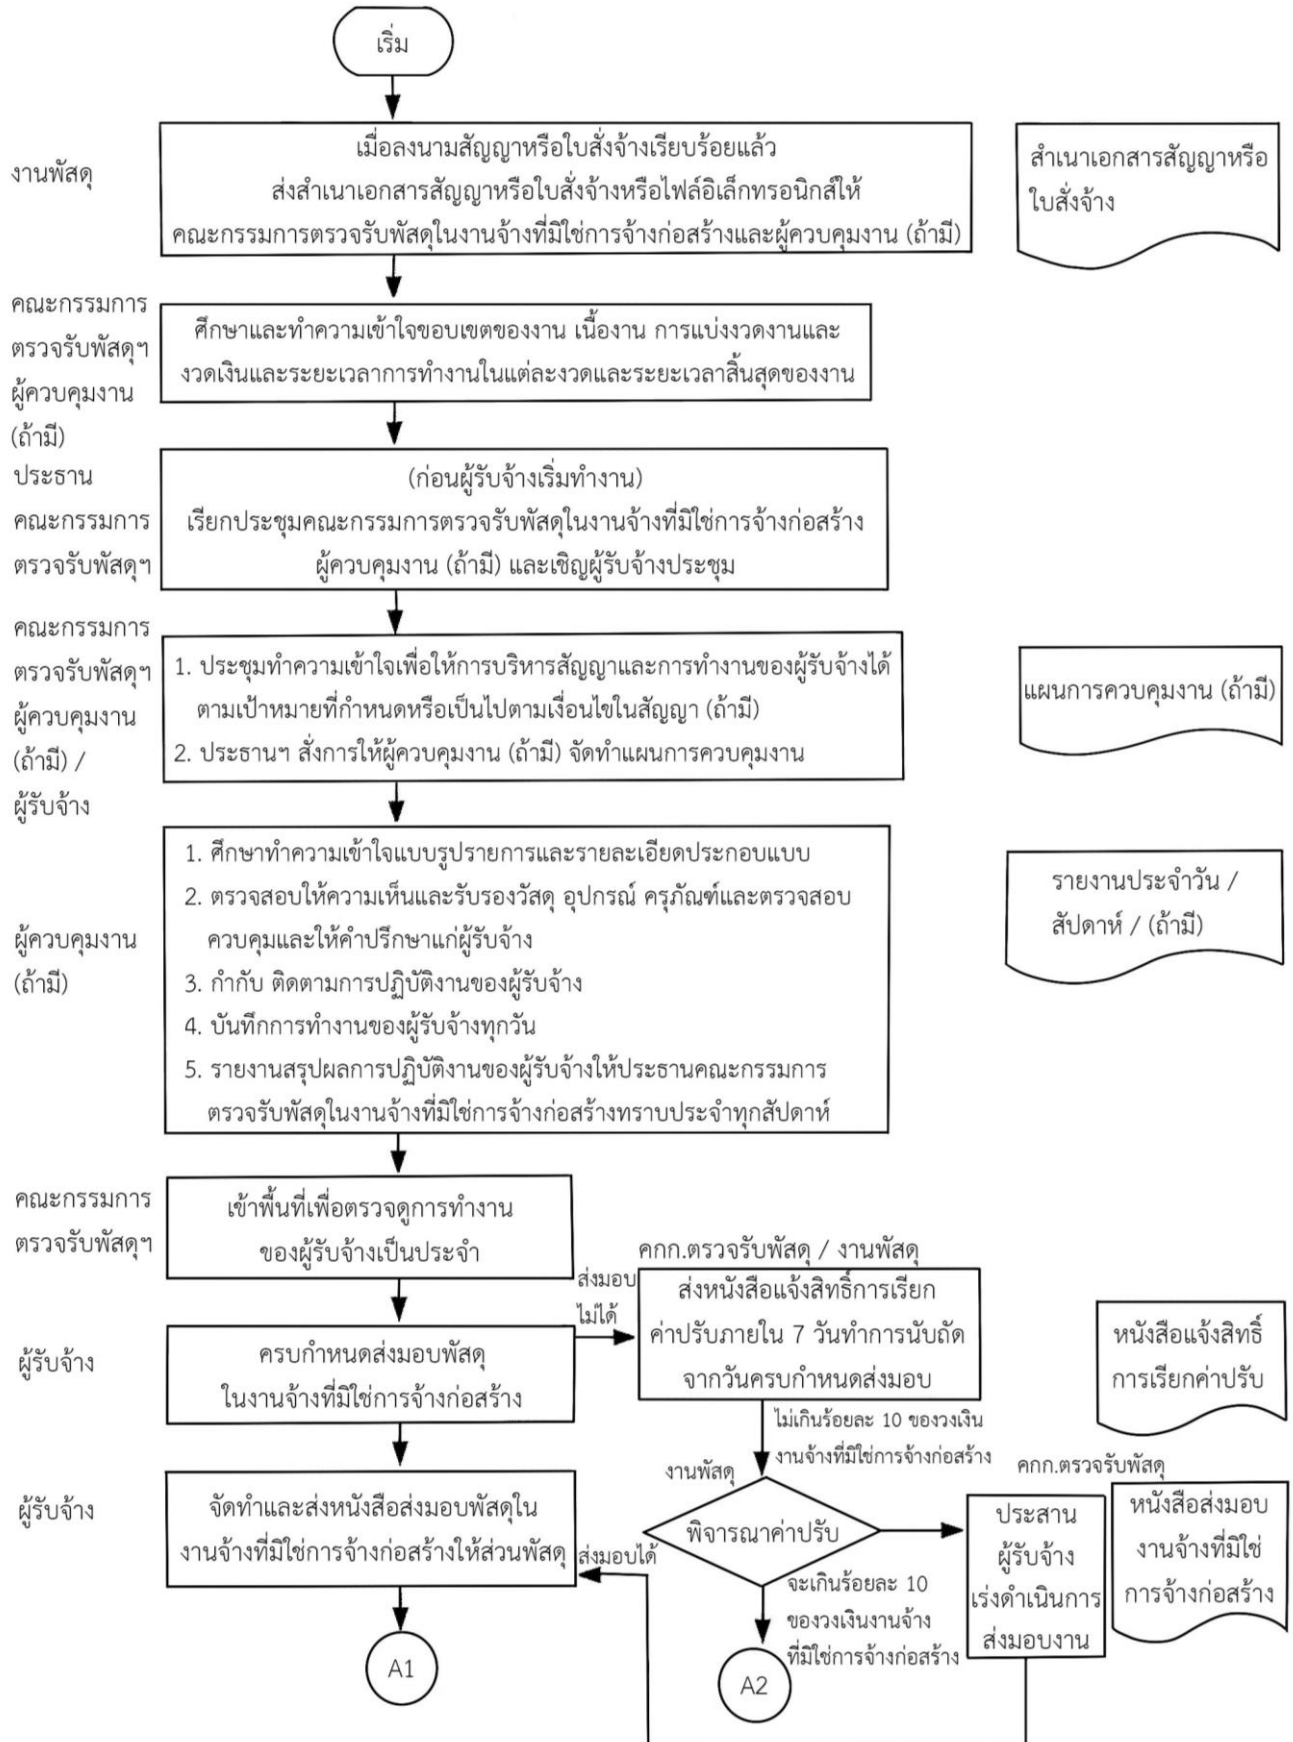 เริ่ม
งานพัสดุ
เมื่อลงนามสัญญาหรือใบสั่งจ้างเรียบร้อยแล้ว
ส่งสำเนาเอกสารสัญญาหรือใบสั่งจ้างหรือไฟล์อิเล็กทรอนิกส์ให้
คณะกรรมการตรวจรับพัสดุในงานจ้างที่มิใช่การจ้างก่อสร้างและผู้ควบคุมงาน (ถ้ามี)
สำเนาเอกสารสัญญาหรือ
ใบสั่งจ้าง
คณะกรรมการ
ตรวจรับพัสดุฯ
ผู้ควบคุมงาน
(ถ้ามี)
ศึกษาและทำความเข้าใจขอบเขตของงาน เนื้องาน การแบ่งงวดงานและ
งวดเงินและระยะเวลาการทำงานในแต่ละงวดและระยะเวลาสิ้นสุดของงาน
ประธาน
คณะกรรมการ
ตรวจรับพัสดุฯ
(ก่อนผู้รับจ้างเริ่มทำงาน)
เรียกประชุมคณะกรรมการตรวจรับพัสดุในงานจ้างที่มิใช่การจ้างก่อสร้าง
ผู้ควบคุมงาน (ถ้ามี) และเชิญผู้รับจ้างประชุม
คณะกรรมการ
ตรวจรับพัสดุฯ
ผู้ควบคุมงาน
(ถ้ามี) /
ผู้รับจ้าง
1. ประชุมทำความเข้าใจเพื่อให้การบริหารสัญญาและการทำงานของผู้รับจ้างได้
ตามเป้าหมายที่กำหนดหรือเป็นไปตามเงื่อนไขในสัญญา (ถ้ามี)
2. ประธานฯ สั่งการให้ผู้ควบคุมงาน (ถ้ามี) จัดทำแผนการควบคุมงาน
แผนการควบคุมงาน (ถ้ามี)
ผู้ควบคุมงาน
(ถ้ามี)
1. ศึกษาทำความเข้าใจแบบรูปรายการและรายละเอียดประกอบแบบ
2. ตรวจสอบให้ความเห็นและรับรองวัสดุ อุปกรณ์ ครุภัณฑ์และตรวจสอบ
ควบคุมและให้คำปรึกษาแก่ผู้รับจ้าง
3. กำกับ ติดตามการปฏิบัติงานของผู้รับจ้าง
4. บันทึกการทำงานของผู้รับจ้างทุกวัน
5. รายงานสรุปผลการปฏิบัติงานของผู้รับจ้างให้ประธานคณะกรรมการ
ตรวจรับพัสดุในงานจ้างที่มิใช่การจ้างก่อสร้างทราบประจำทุกสัปดาห์
รายงานประจำวัน /
สัปดาห์ / (ถ้ามี)
คณะกรรมการ
ตรวจรับพัสดุฯ
เข้าพื้นที่เพื่อตรวจดูการทำงาน
ของผู้รับจ้างเป็นประจำ
ผู้รับจ้าง
ครบกำหนดส่งมอบพัสดุ
ในงานจ้างที่มิใช่การจ้างก่อสร้าง
ส่งมอบ
ไม่ได้
คกก.ตรวจรับพัสดุ / งานพัสดุ
ส่งหนังสือแจ้งสิทธิ์การเรียก
ค่าปรับภายใน 7 วันทำการนับถัด
จากวันครบกำหนดส่งมอบ
หนังสือแจ้งสิทธิ์
การเรียกค่าปรับ
ไม่เกินร้อยละ 10 ของวงเงิน
งานจ้างที่มิใช่การจ้างก่อสร้าง
ผู้รับจ้าง
จัดทำและส่งหนังสือส่งมอบพัสดุใน
งานจ้างที่มิใช่การจ้างก่อสร้างให้ส่วนพัสดุ
ส่งมอบได้
งานพัสดุ
พิจารณาค่าปรับ
จะเกินร้อยละ 10
ของวงเงินงานจ้าง
ที่มิใช่การจ้างก่อสร้าง
คกก.ตรวจรับพัสดุ
ประสาน
ผู้รับจ้าง
เร่งดำเนินการ
ส่งมอบงาน
หนังสือส่งมอบ
งานจ้างที่มิใช่
การจ้างก่อสร้าง
A1
A2